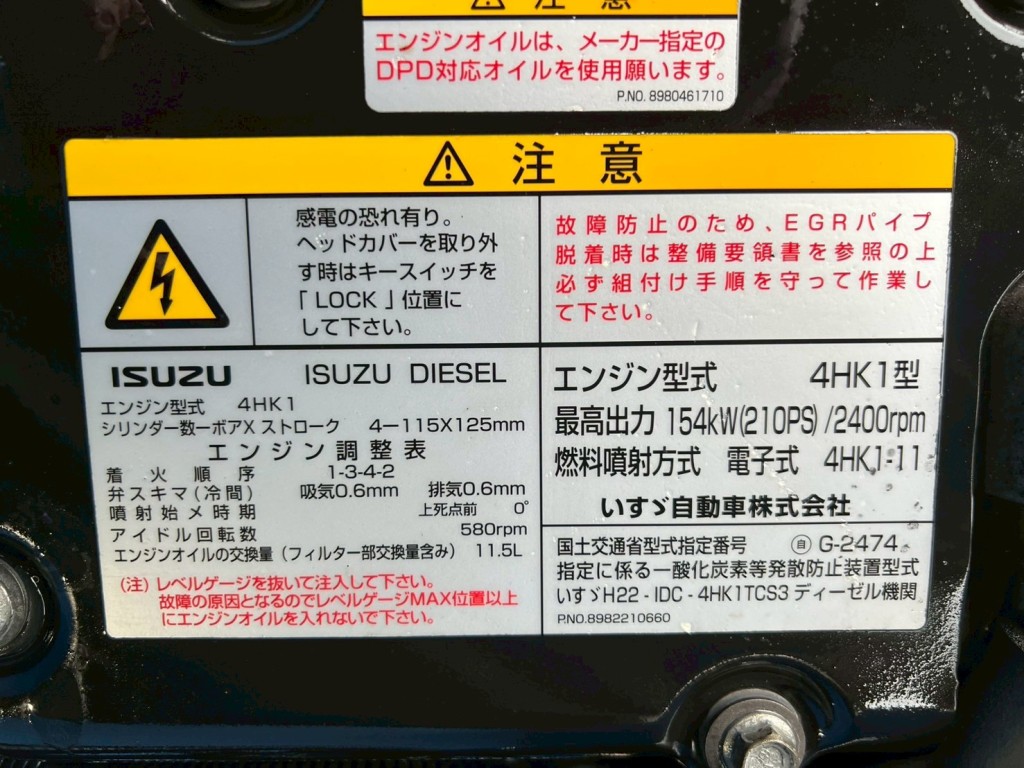 注 意
エンジンオイルは、メーカー指定の
DPD対応オイルを使用願います。
P.NO. 8980461710
注 意
感電の恐れ有り。
ヘッドカバーを取り外
す時はキースイッチを
「 LOCK 」位置に
して下さい。
故障防止のため、EGRパイプ
脱着時は整備要領書を参照の上
必ず組付け手順を守って作業し
て下さい。
ISUZU ISUZU DIESEL
エンジン型式 4HK1
シリンダー数ーボアX ストローク 4ー115X125mm
エンジン調整表
着火順序 1-3-4-2
弁スキマ(冷間) 吸気0.6mm 排気0.6mm
噴射始メ時期 上死点前 0°
アイドル回転数 580rpm
エンジンオイルの交換量(フィルター部交換量含み) 11.5L
(注) レベルゲージを抜いて注入して下さい。
故障の原因となるのでレベルゲージMAX位置以上
にエンジンオイルを入れないで下さい。
エンジン型式 4HK1型
最高出力 154kW(210PS)/2400rpm
燃料噴射方式 電子式 4HK1-11
いすゞ自動車株式会社
国土交通省型式指定番号 ㊒自 G-2474
指定に係る一酸化炭素等発散防止装置型式
いすゞH22-IDC-4HK1TCS3 ディーゼル機関
P.NO.8982210660